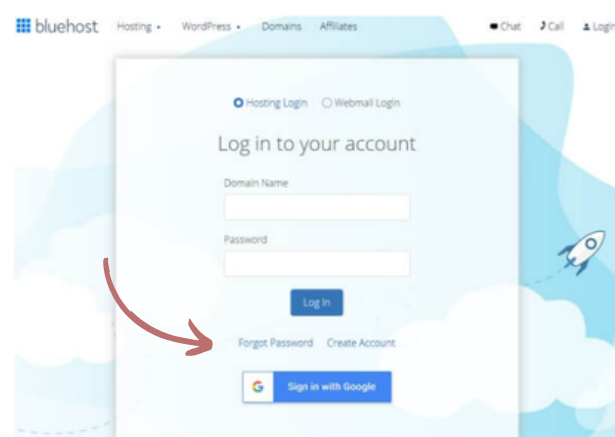 bluehost Hosting WordPress Domains Affiliates Chat Call Login
Hosting Login Webmail Login
Log in to your account
Domain Name
Password
Log In
Forgot Password Create Account
G Sign in with Google